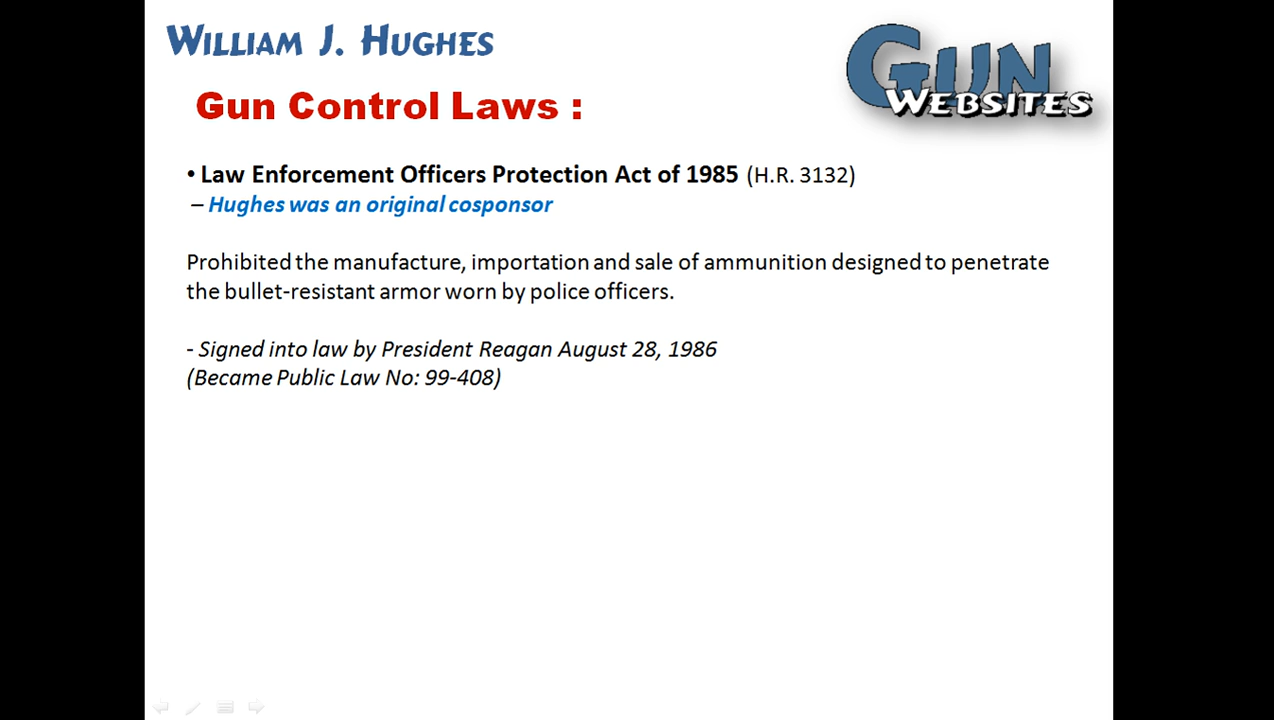 William J. Hughes
Gun Websites
Gun Control Laws :
• Law Enforcement Officers Protection Act of 1985 (H.R. 3132)
– Hughes was an original cosponsor
Prohibited the manufacture, importation and sale of ammunition designed to penetrate
the bullet-resistant armor worn by police officers.
- Signed into law by President Reagan August 28, 1986
(Became Public Law No: 99-408)